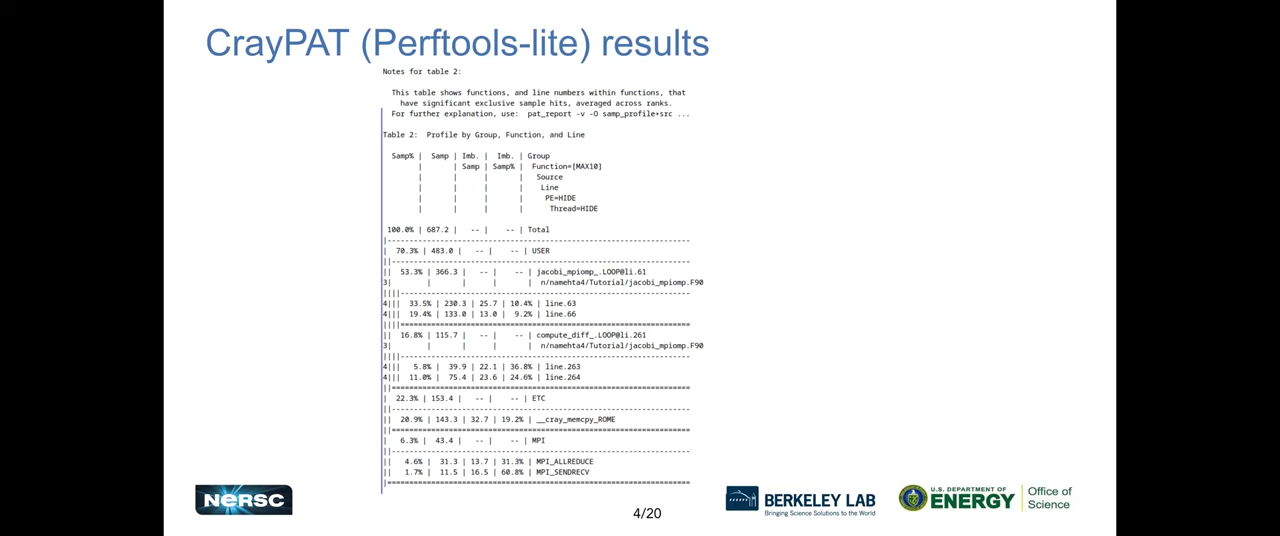 CrayPAT (Perftools-lite) results
Notes for table 2:
This table shows functions, and line numbers within functions, that
have significant exclusive sample hits, averaged across ranks.
For further explanation, use:  pat_report -v -O samp_profile+src ...
Table 2:  Profile by Group, Function, and Line
Samp% |  Samp | Imb. |  Imb. | Group
|       | Samp | Samp% |  Function=[MAX10]
|       |      |       |   Source
|       |      |       |    Line
|       |      |       |     PE=HIDE
|       |      |       |      Thread=HIDE
100.0% | 687.2 |   -- |    -- | Total
|---------------------------------------------------------------------
|  70.3% | 483.0 |   -- |    -- | USER
||--------------------------------------------------------------------
||  53.3% | 366.3 |   -- |    -- | jacobi_mpiomp_.LOOP@li.61
3|        |       |      |       |  n/namehta4/Tutorial/jacobi_mpiomp.F90
||||------------------------------------------------------------------
4|||  33.5% | 230.3 | 25.7 | 10.4% | line.63
4|||  19.4% | 133.0 | 13.0 |  9.2% | line.66
||||==================================================================
||  16.8% | 115.7 |   -- |    -- | compute_diff_.LOOP@li.261
3|        |       |      |       |  n/namehta4/Tutorial/jacobi_mpiomp.F90
||||------------------------------------------------------------------
4|||   5.8% |  39.9 | 22.1 | 36.8% | line.263
4|||  11.0% |  75.4 | 23.6 | 24.6% | line.264
||====================================================================
|  22.3% | 153.4 |   -- |    -- | ETC
||--------------------------------------------------------------------
||  20.9% | 143.3 | 32.7 | 19.2% | __cray_memcpy_ROME
||====================================================================
|   6.3% |  43.4 |   -- |    -- | MPI
||--------------------------------------------------------------------
||   4.6% |  31.3 | 13.7 | 31.3% | MPI_ALLREDUCE
||   1.7% |  11.5 | 16.5 | 60.8% | MPI_SENDRECV
|=====================================================================
NERSC
4/20
BERKELEY LAB
Bringing Science Solutions to the World
U.S. DEPARTMENT OF
ENERGY
Office of
Science